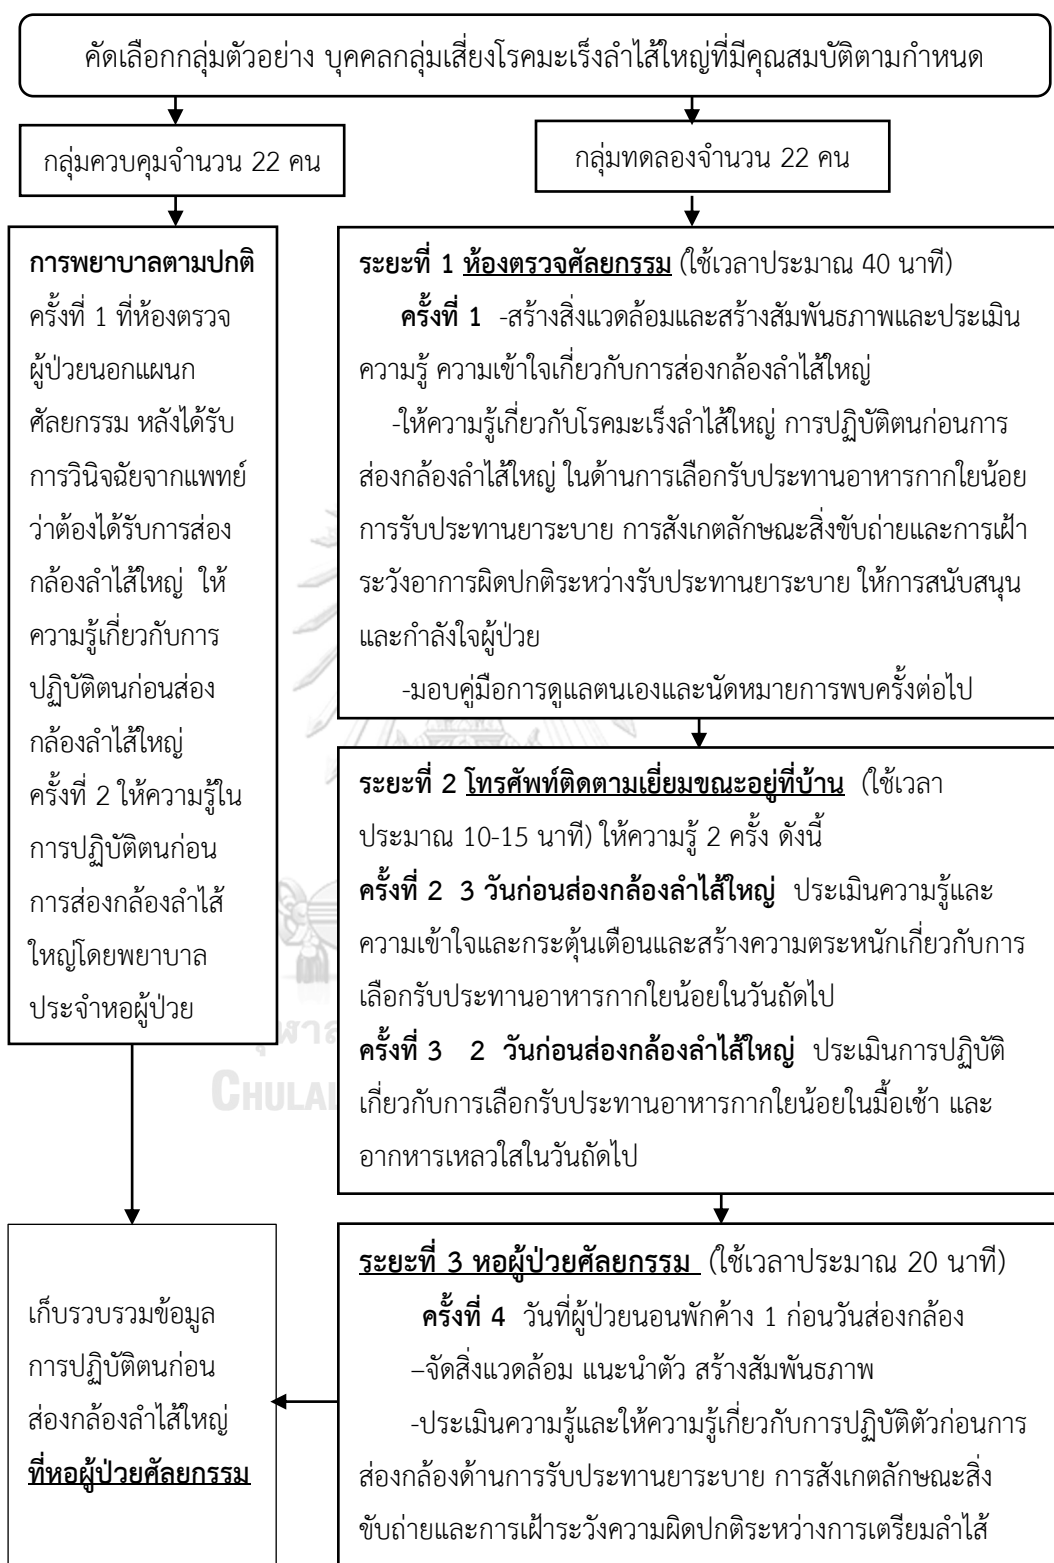 คัดเลือกกลุ่มตัวอย่าง บุคคลกลุ่มเสี่ยงโรคมะเร็งลำไส้ใหญ่ที่มีคุณสมบัติตามกำหนด
กลุ่มควบคุมจำนวน 22 คน
กลุ่มทดลองจำนวน 22 คน
การพยาบาลตามปกติ
ครั้งที่ 1 ที่ห้องตรวจ
ผู้ป่วยนอกแผนก
ศัลยกรรม หลังได้รับ
การวินิจฉัยจากแพทย์
ว่าต้องได้รับการส่อง
กล้องลำไส้ใหญ่ ให้
ความรู้เกี่ยวกับการ
ปฏิบัติตนก่อนส่อง
กล้องลำไส้ใหญ่
ครั้งที่ 2 ให้ความรู้ใน
การปฏิบัติตนก่อน
การส่องกล้องลำไส้
ใหญ่โดยพยาบาล
ประจำหอผู้ป่วย
ระยะที่ 1 ห้องตรวจศัลยกรรม (ใช้เวลาประมาณ 40 นาที)
ครั้งที่ 1 -สร้างสิ่งแวดล้อมและสร้างสัมพันธภาพและประเมิน
ความรู้ ความเข้าใจเกี่ยวกับการส่องกล้องลำไส้ใหญ่
-ให้ความรู้เกี่ยวกับโรคมะเร็งลำไส้ใหญ่ การปฏิบัติตนก่อนการ
ส่องกล้องลำไส้ใหญ่ ในด้านการเลือกรับประทานอาหารกากใยน้อย
การรับประทานยาระบาย การสังเกตลักษณะสิ่งขับถ่ายและการเฝ้า
ระวังอาการผิดปกติระหว่างรับประทานยาระบาย ให้การสนับสนุน
และกำลังใจผู้ป่วย
-มอบคู่มือการดูแลตนเองและนัดหมายการพบครั้งต่อไป
ระยะที่ 2 โทรศัพท์ติดตามเยี่ยมขณะอยู่ที่บ้าน (ใช้เวลา
ประมาณ 10-15 นาที) ให้ความรู้ 2 ครั้ง ดังนี้
ครั้งที่ 2 3 วันก่อนส่องกล้องลำไส้ใหญ่ ประเมินความรู้และ
ความเข้าใจและกระตุ้นเตือนและสร้างความตระหนักเกี่ยวกับการ
เลือกรับประทานอาหารกากใยน้อยในวันถัดไป
ครั้งที่ 3 2 วันก่อนส่องกล้องลำไส้ใหญ่ ประเมินการปฏิบัติ
เกี่ยวกับการเลือกรับประทานอาหารกากใยน้อยในมื้อเช้า และ
อากหารเหลวใสในวันถัดไป
CHULAL
เก็บรวบรวมข้อมูล
การปฏิบัติตนก่อน
ส่องกล้องลำไส้ใหญ่
ที่หอผู้ป่วยศัลยกรรม
ระยะที่ 3 หอผู้ป่วยศัลยกรรม (ใช้เวลาประมาณ 20 นาที)
ครั้งที่ 4 วันที่ผู้ป่วยนอนพักค้าง 1 ก่อนวันส่องกล้อง
–จัดสิ่งแวดล้อม แนะนำตัว สร้างสัมพันธภาพ
-ประเมินความรู้และให้ความรู้เกี่ยวกับการปฏิบัติตัวก่อนการ
ส่องกล้องด้านการรับประทานยาระบาย การสังเกตลักษณะสิ่ง
ขับถ่ายและการเฝ้าระวังความผิดปกติระหว่างการเตรียมลำไส้